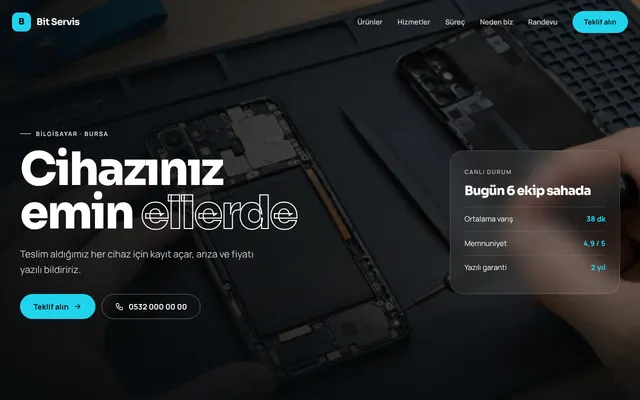 B Bit Servis
Ürünler Hizmetler Süreç Neden biz Randevu Teklif alın
BİLGİSAYAR · BURSA
Cihazınız
emin ellerde
Teslim aldığımız her cihaz için kayıt açar, arıza ve fiyatı
yazılı bildiririz.
Teklif alın → 0532 000 00 00
CANLI DURUM
Bugün 6 ekip sahada
Ortalama varış 38 dk
Memnuniyet 4,9 / 5
Yazılı garanti 2 yıl